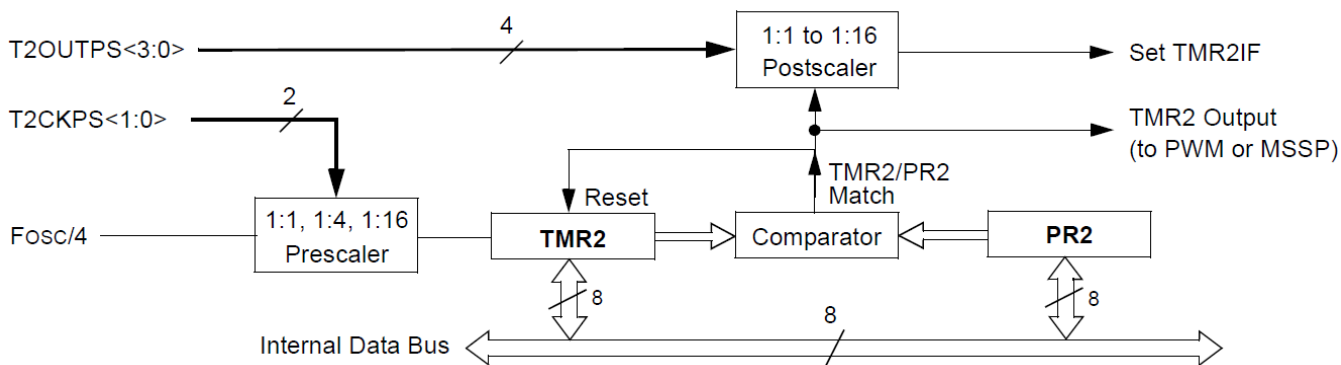 T2OUTPS<3:0>
4
1:1 to 1:16
Postscaler
Set TMR2IF
T2CKPS<1:0>
2
TMR2 Output
(to PWM or MSSP)
TMR2/PR2
Match
Reset
FOSC/4
1:1, 1:4, 1:16
Prescaler
TMR2
Comparator
PR2
8
8
8
Internal Data Bus